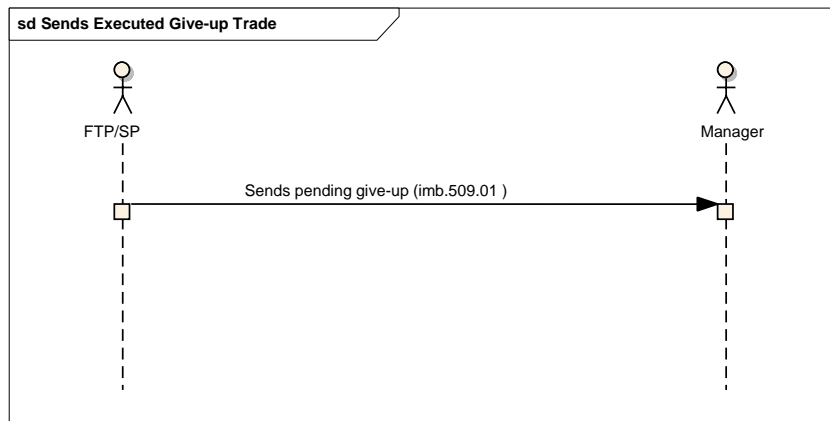 sd Sends Executed Give-up Trade
FTP/SP
Manager
Sends pending give-up (imb.509.01 )